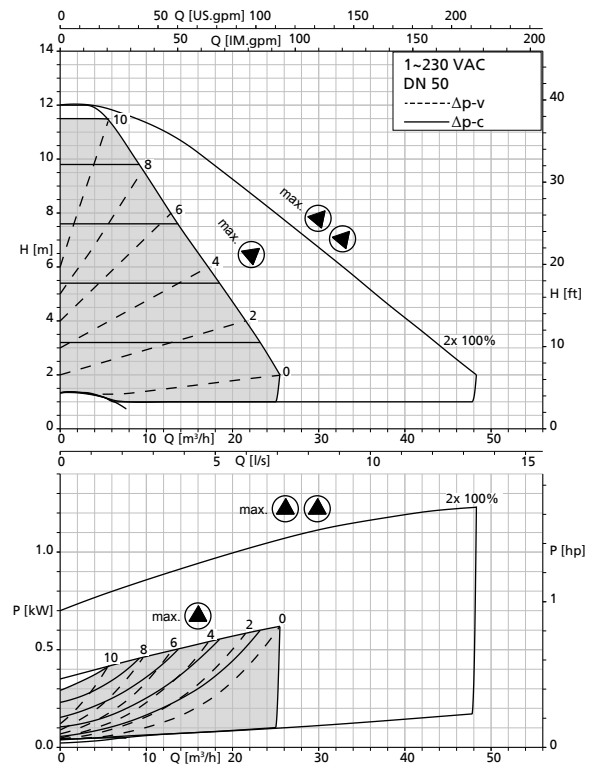 0 50 Q [US.gpm] 100 150 200
0 50 Q [IM.gpm] 100 150 200
14
1~230 VAC
DN 50
Δp-v
Δp-c
12
40
10
10
8
30
max.
8
6
max.
H [m]
6
4
20
H [ft]
4
2
10
2x 100%
2
0
0
0
0 10 Q [m³/h] 20 30 40 50
0 5 Q [l/s] 10 15
2x 100%
max.
1.0
P [hp]
P [kW]
1
max.
0.5
10 8 6 4 2 0
0.0
0
0 10 Q [m³/h] 20 30 40 50